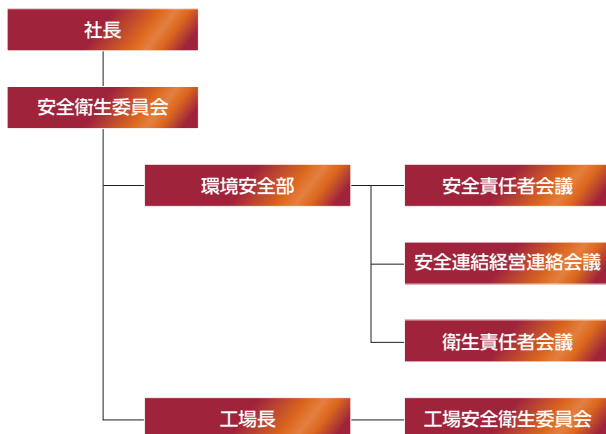 社長
安全衛生委員会
環境安全部
安全責任者会議
安全連結経営連絡会議
衛生責任者会議
工場長
工場安全衛生委員会